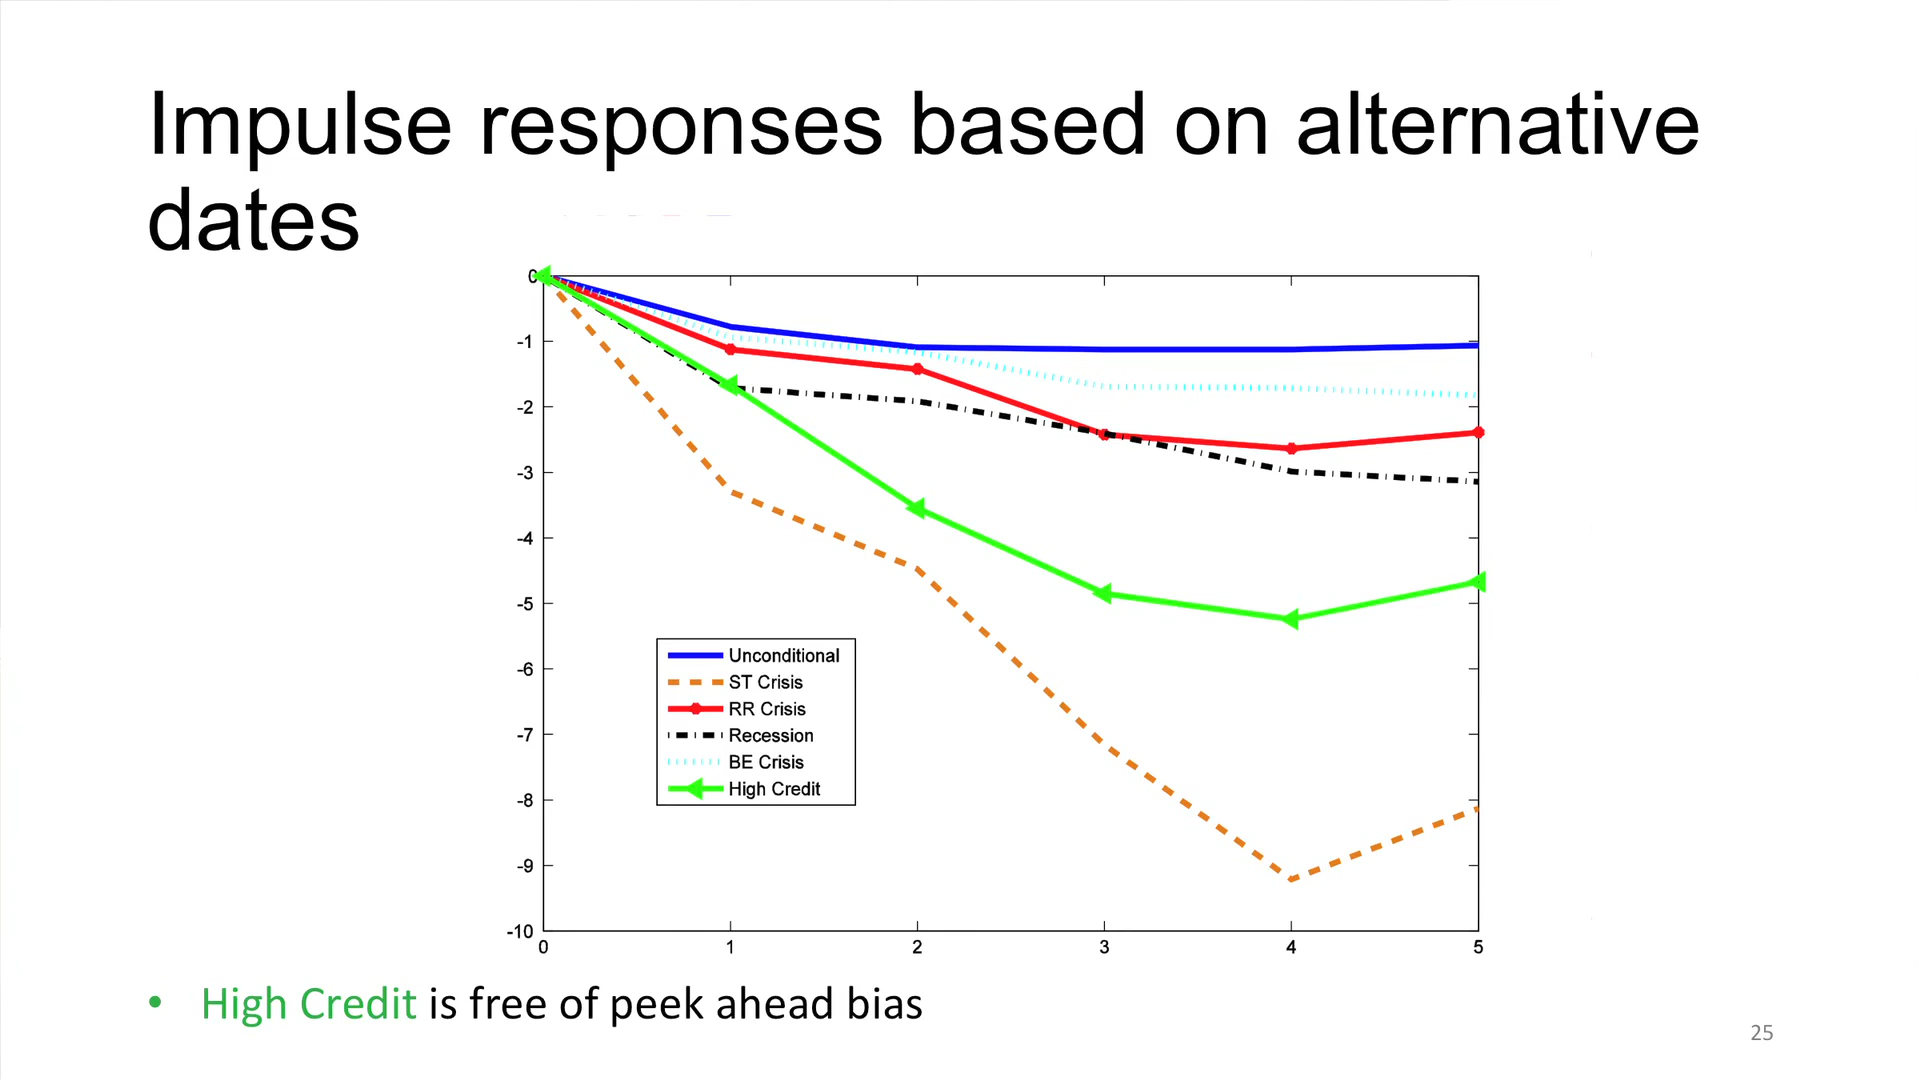 Impulse responses based on alternative
dates
0
-1
-2
-3
-4
-5
-6
-7
-8
-9
-10
0 1 2 3 4 5
Unconditional
ST Crisis
RR Crisis
Recession
BE Crisis
High Credit
• High Credit is free of peek ahead bias
25